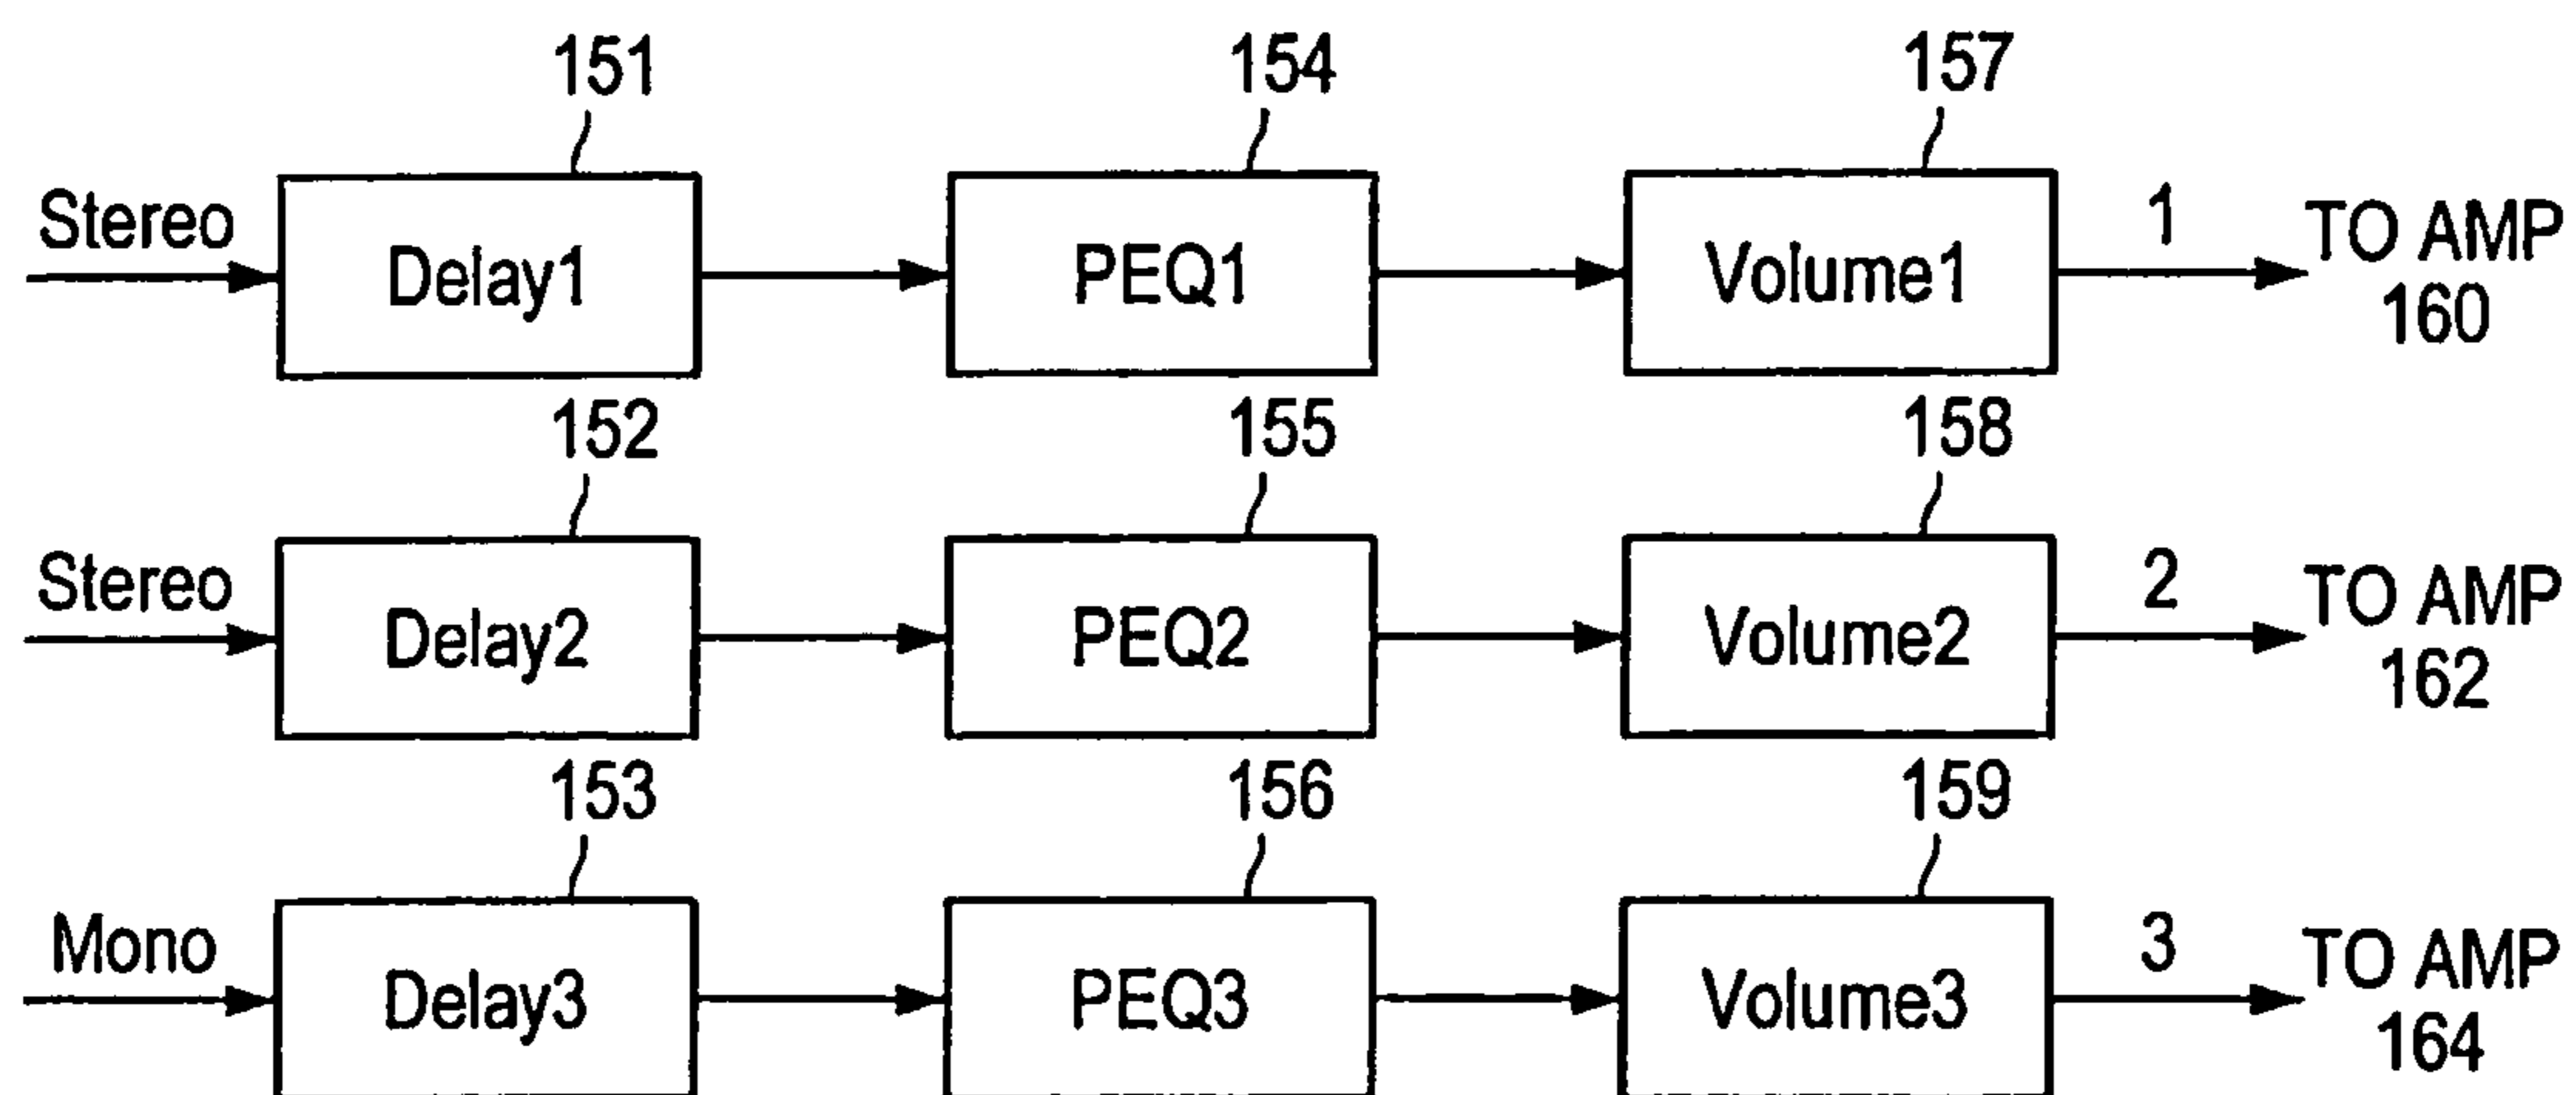 151 154 157
Stereo Delay1 PEQ1 Volume1 1 TO AMP
160
152 155 158
Stereo Delay2 PEQ2 Volume2 2 TO AMP
162
153 156 159
Mono Delay3 PEQ3 Volume3 3 TO AMP
164